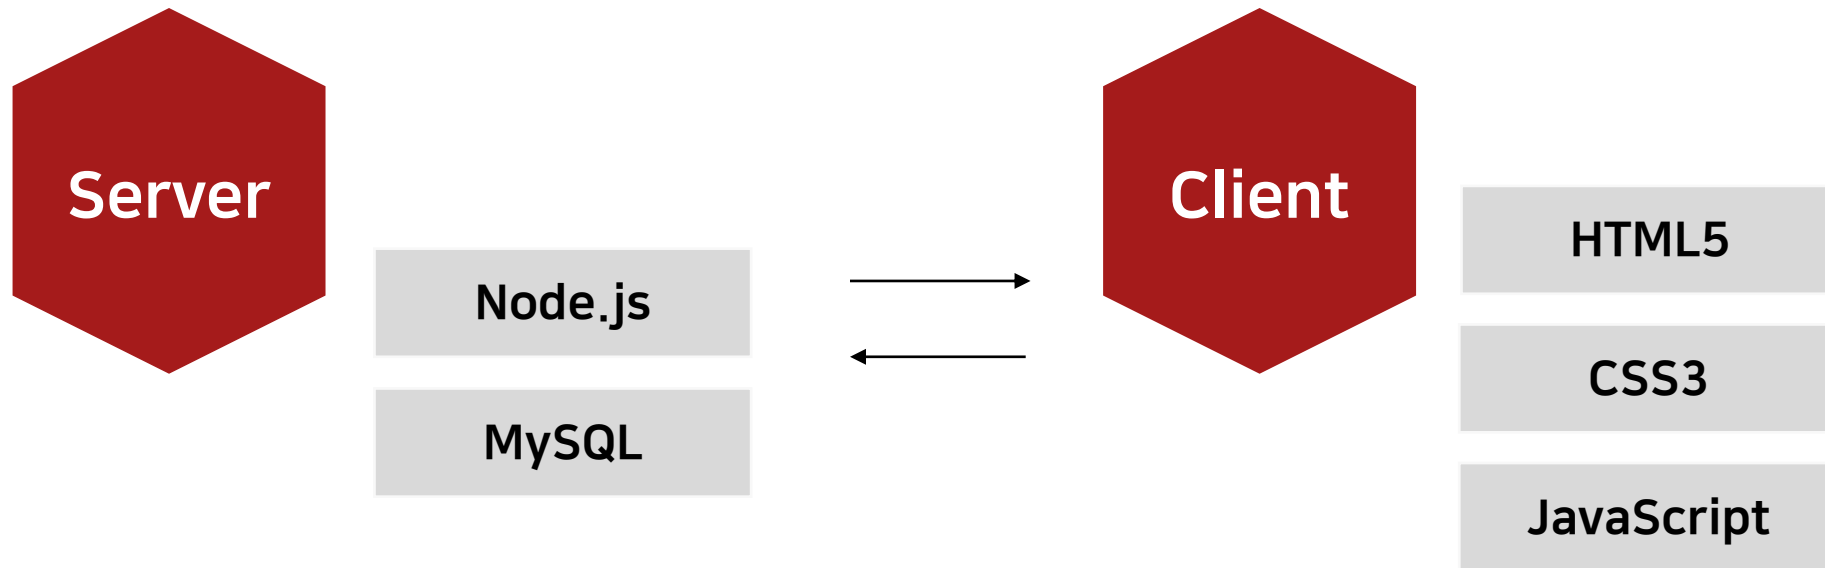 Server
Node.js
MySQL
Client
HTML5
CSS3
JavaScript